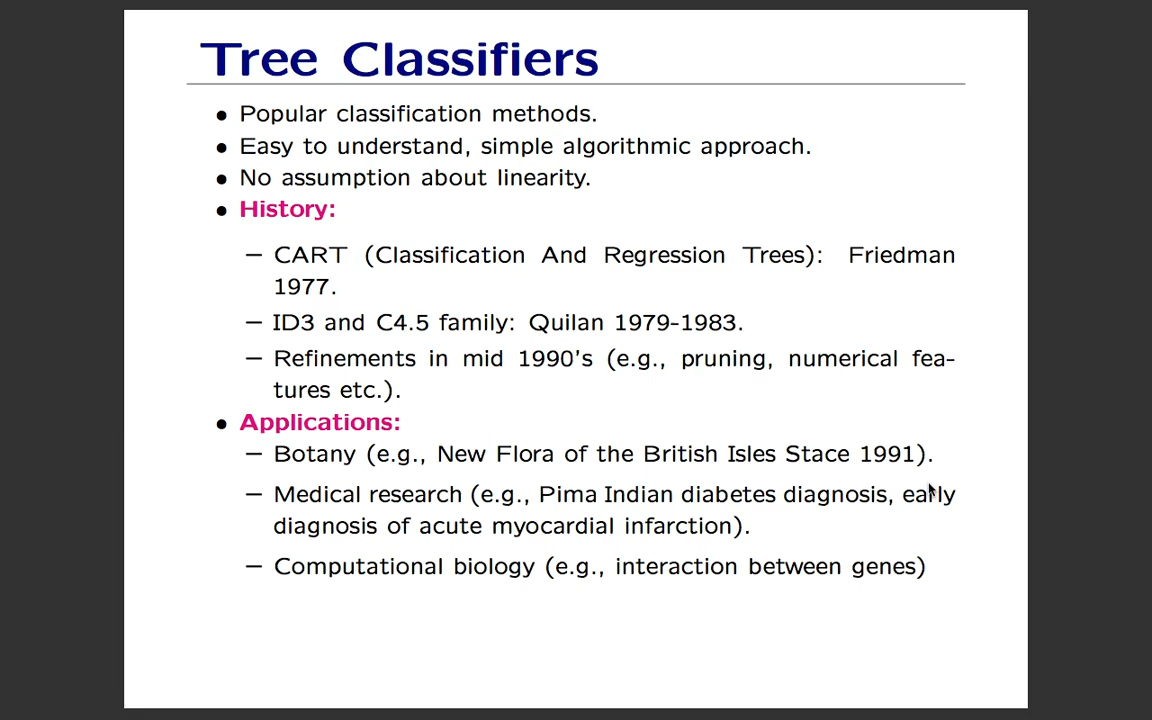 Tree Classifiers
• Popular classification methods.
• Easy to understand, simple algorithmic approach.
• No assumption about linearity.
• History:
– CART (Classification And Regression Trees): Friedman
1977.
– ID3 and C4.5 family: Quilan 1979-1983.
– Refinements in mid 1990's (e.g., pruning, numerical fea-
tures etc.).
• Applications:
– Botany (e.g., New Flora of the British Isles Stace 1991).
– Medical research (e.g., Pima Indian diabetes diagnosis, early
diagnosis of acute myocardial infarction).
– Computational biology (e.g., interaction between genes)